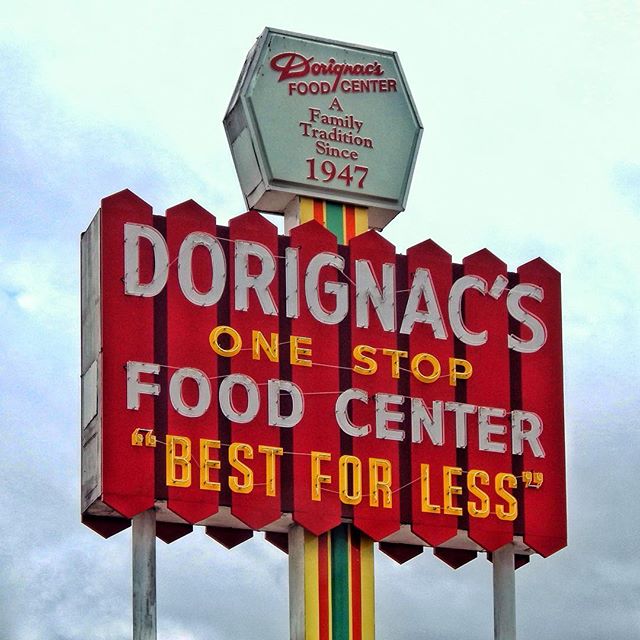 Dorignac's
FOOD CENTER
A
Family
Tradition
Since
1947
DORIGNAC'S
ONE STOP
FOOD CENTER
"BEST FOR LESS"